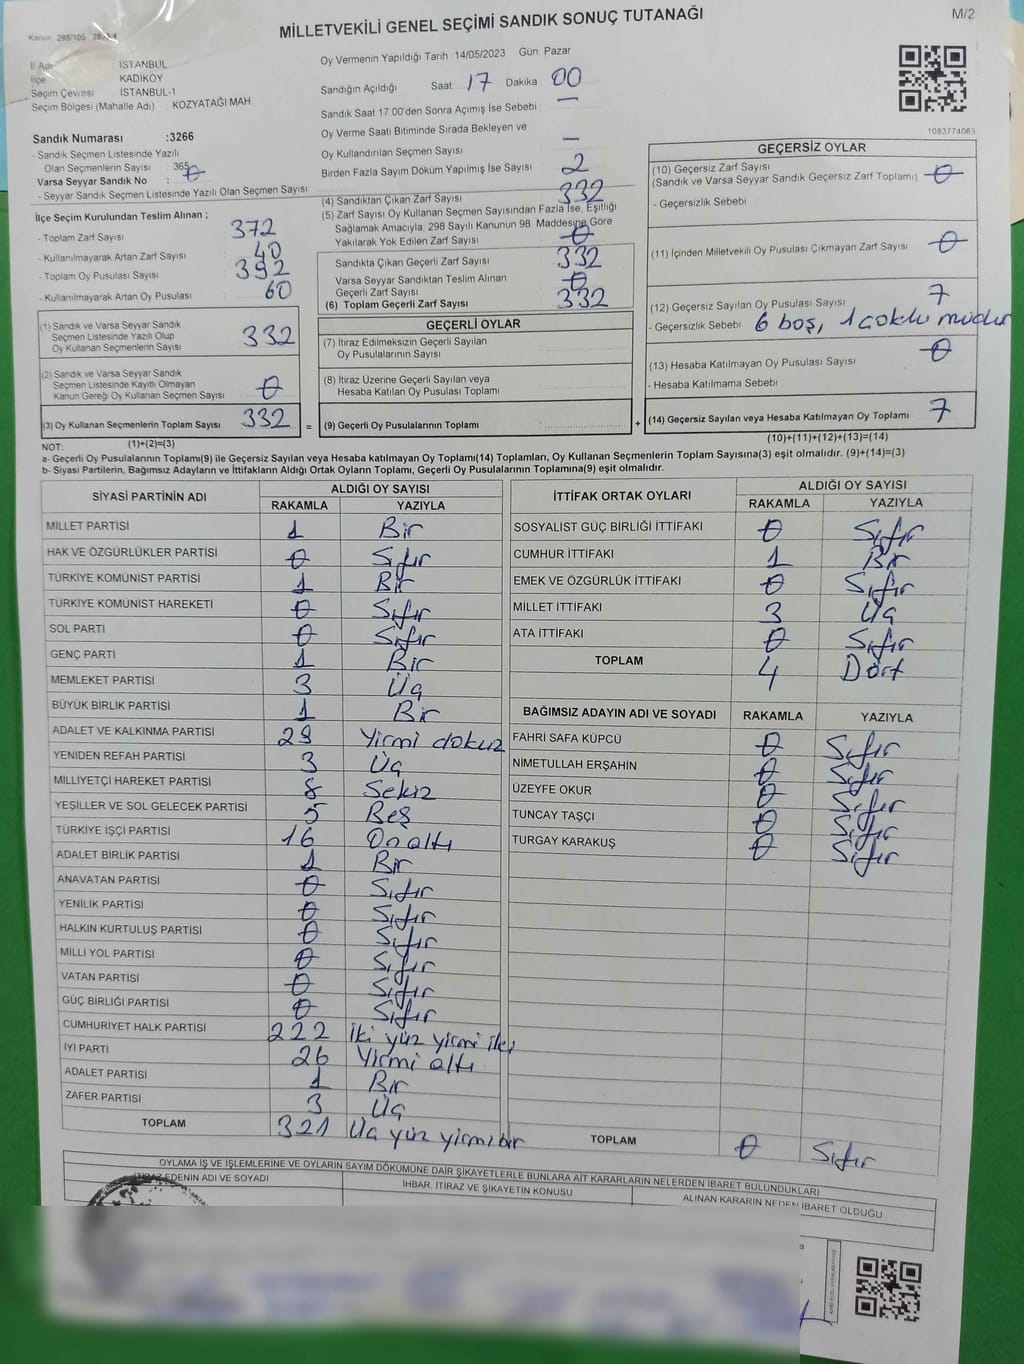 Kanun 298/105
MİLLETVEKİLİ GENEL SEÇİMİ SANDIK SONUÇ TUTANAĞI
M/2
İl Adı : İSTANBUL
İlçe KADIKÖY
Seçim Çevresi : İSTANBUL-1
Seçim Bölgesi (Mahalle Adı) : KOZYATAĞI MAH
Sandık Numarası :3266
- Sandık Seçmen Listesinde Yazılı
Olan Seçmenlerin Sayısı : 365
Varsa Seyyar Sandık No : 0
- Seyyar Sandık Seçmen Listesinde Yazılı Olan Seçmen Sayısı
İlçe Seçim Kurulundan Teslim Alınan ;
- Toplam Zarf Sayısı 372
- Kullanılmayarak Artan Zarf Sayısı 40
- Toplam Oy Pusulası Sayısı 392
- Kullanılmayarak Artan Oy Pusulası 60
(1) Sandık ve Varsa Seyyar Sandık
Seçmen Listesinde Yazılı Olup
Oy Kullanan Seçmenlerin Sayısı 332
(2) Sandık ve Varsa Seyyar Sandık
Seçmen Listesinde Kayıtlı Olmayan
Kanun Gereği Oy Kullanan Seçmen Sayısı 0
(3) Oy Kullanan Seçmenlerin Toplam Sayısı 332 =
(1)+(2)=(3)
Oy Vermenin Yapıldığı Tarih 14/05/2023 Gün Pazar
Sandığın Açıldığı Saat 17 Dakika : 00
Sandık Saat 17:00'den Sonra Açımış İse Sebebi : —
Oy Verme Saati Bitiminde Sırada Bekleyen ve
Oy Kullandırılan Seçmen Sayısı —
Birden Fazla Sayım Döküm Yapılmış İse Sayısı 2
(4) Sandıktan Çıkan Zarf Sayısı 332
(5) Zarf Sayısı Oy Kullanan Seçmen Sayısından Fazla İse, Eşitliği
Sağlamak Amacıyla, 298 Sayılı Kanunun 98. Maddesine Göre
Yakılarak Yok Edilen Zarf Sayısı 0
Sandıkta Çıkan Geçerli Zarf Sayısı 332
Varsa Seyyar Sandıktan Teslim Alınan
Geçerli Zarf Sayısı 0
(6) Toplam Geçerli Zarf Sayısı 332
GEÇERLİ OYLAR
(7) İtiraz Edilmeksizin Geçerli Sayılan
Oy Pusulalarının Sayısı
(8) İtiraz Üzerine Geçerli Sayılan veya
Hesaba Katılan Oy Pusulası Toplamı
(9) Geçerli Oy Pusulalarının Toplamı +
1083774063
GEÇERSİZ OYLAR
(10) Geçersiz Zarf Sayısı
(Sandık ve Varsa Seyyar Sandık Geçersiz Zarf Toplamı) 0
- Geçersizlik Sebebi
(11) İçinden Milletvekili Oy Pusulası Çıkmayan Zarf Sayısı 0
(12) Geçersiz Sayılan Oy Pusulası Sayısı 7
- Geçersizlik Sebebi 6 boş, 1 çoklu mühür
(13) Hesaba Katılmayan Oy Pusulası Sayısı 0
- Hesaba Katılmama Sebebi
(14) Geçersiz Sayılan veya Hesaba Katılmayan Oy Toplamı 7
(10)+(11)+(12)+(13)=(14)
NOT:
a- Geçerli Oy Pusulalarının Toplamı(9) ile Geçersiz Sayılan veya Hesaba katılmayan Oy Toplamı(14) Toplamları, Oy Kullanan Seçmenlerin Toplam Sayısına(3) eşit olmalıdır. (9)+(14)=(3)
b- Siyasi Partilerin, Bağımsız Adayların ve İttifakların Aldığı Ortak Oyların Toplamı, Geçerli Oy Pusulalarının Toplamına(9) eşit olmalıdır.
SİYASİ PARTİNİN ADI ALDIĞI OY SAYISI
RAKAMLA YAZIYLA
MİLLET PARTİSİ 1 Bir
HAK VE ÖZGÜRLÜKLER PARTİSİ 0 Sıfır
TÜRKİYE KOMÜNİST PARTİSİ 1 Bir
TÜRKİYE KOMÜNİST HAREKETİ 0 Sıfır
SOL PARTİ 0 Sıfır
GENÇ PARTİ 1 Bir
MEMLEKET PARTİSİ 3 Üç
BÜYÜK BİRLİK PARTİSİ 1 Bir
ADALET VE KALKINMA PARTİSİ 29 Yirmi dokuz
YENİDEN REFAH PARTİSİ 3 Üç
MİLLİYETÇİ HAREKET PARTİSİ 8 Sekiz
YEŞİLLER VE SOL GELECEK PARTİSİ 5 Beş
TÜRKİYE İŞÇİ PARTİSİ 16 On altı
ADALET BİRLİK PARTİSİ 1 Bir
ANAVATAN PARTİSİ 0 Sıfır
YENİLİK PARTİSİ 0 Sıfır
HALKIN KURTULUŞ PARTİSİ 0 Sıfır
MİLLİ YOL PARTİSİ 0 Sıfır
VATAN PARTİSİ 0 Sıfır
GÜÇ BİRLİĞİ PARTİSİ 0 Sıfır
CUMHURİYET HALK PARTİSİ 222 İki yüz yirmi iki
İYİ PARTİ 26 Yirmi altı
ADALET PARTİSİ 1 Bir
ZAFER PARTİSİ 3 Üç
TOPLAM 321 Üç yüz yirmi bir
İTTİFAK ORTAK OYLARI ALDIĞI OY SAYISI
RAKAMLA YAZIYLA
SOSYALİST GÜÇ BİRLİĞİ İTTİFAKI 0 Sıfır
CUMHUR İTTİFAKI 1 Bir
EMEK VE ÖZGÜRLÜK İTTİFAKI 0 Sıfır
MİLLET İTTİFAKI 3 Üç
ATA İTTİFAKI 0 Sıfır
TOPLAM 4 Dört
BAĞIMSIZ ADAYIN ADI VE SOYADI RAKAMLA YAZIYLA
FAHRİ SAFA KÜPCÜ 0 Sıfır
NİMETULLAH ERŞAHİN 0 Sıfır
ÜZEYFE OKUR 0 Sıfır
TUNCAY TAŞÇI 0 Sıfır
TURGAY KARAKUŞ 0 Sıfır
TOPLAM 0 Sıfır
OYLAMA İŞ VE İŞLEMLERİNE VE OYLARIN SAYIM DÖKÜMÜNE DAİR ŞİKAYETLERLE BUNLARA AİT KARARLARIN NELERDEN İBARET BULUNDUKLARI
İTİRAZ EDENİN ADI VE SOYADI
İHBAR, İTİRAZ VE ŞİKAYETİN KONUSU
ALINAN KARARIN NEDEN İBARET OLDUĞU